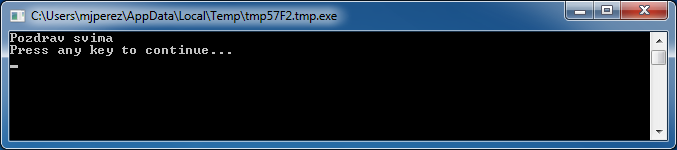 C:\Users\mjperez\AppData\Local\Temp\tmp57F2.tmp.exe
Pozdrav svima
Press any key to continue...